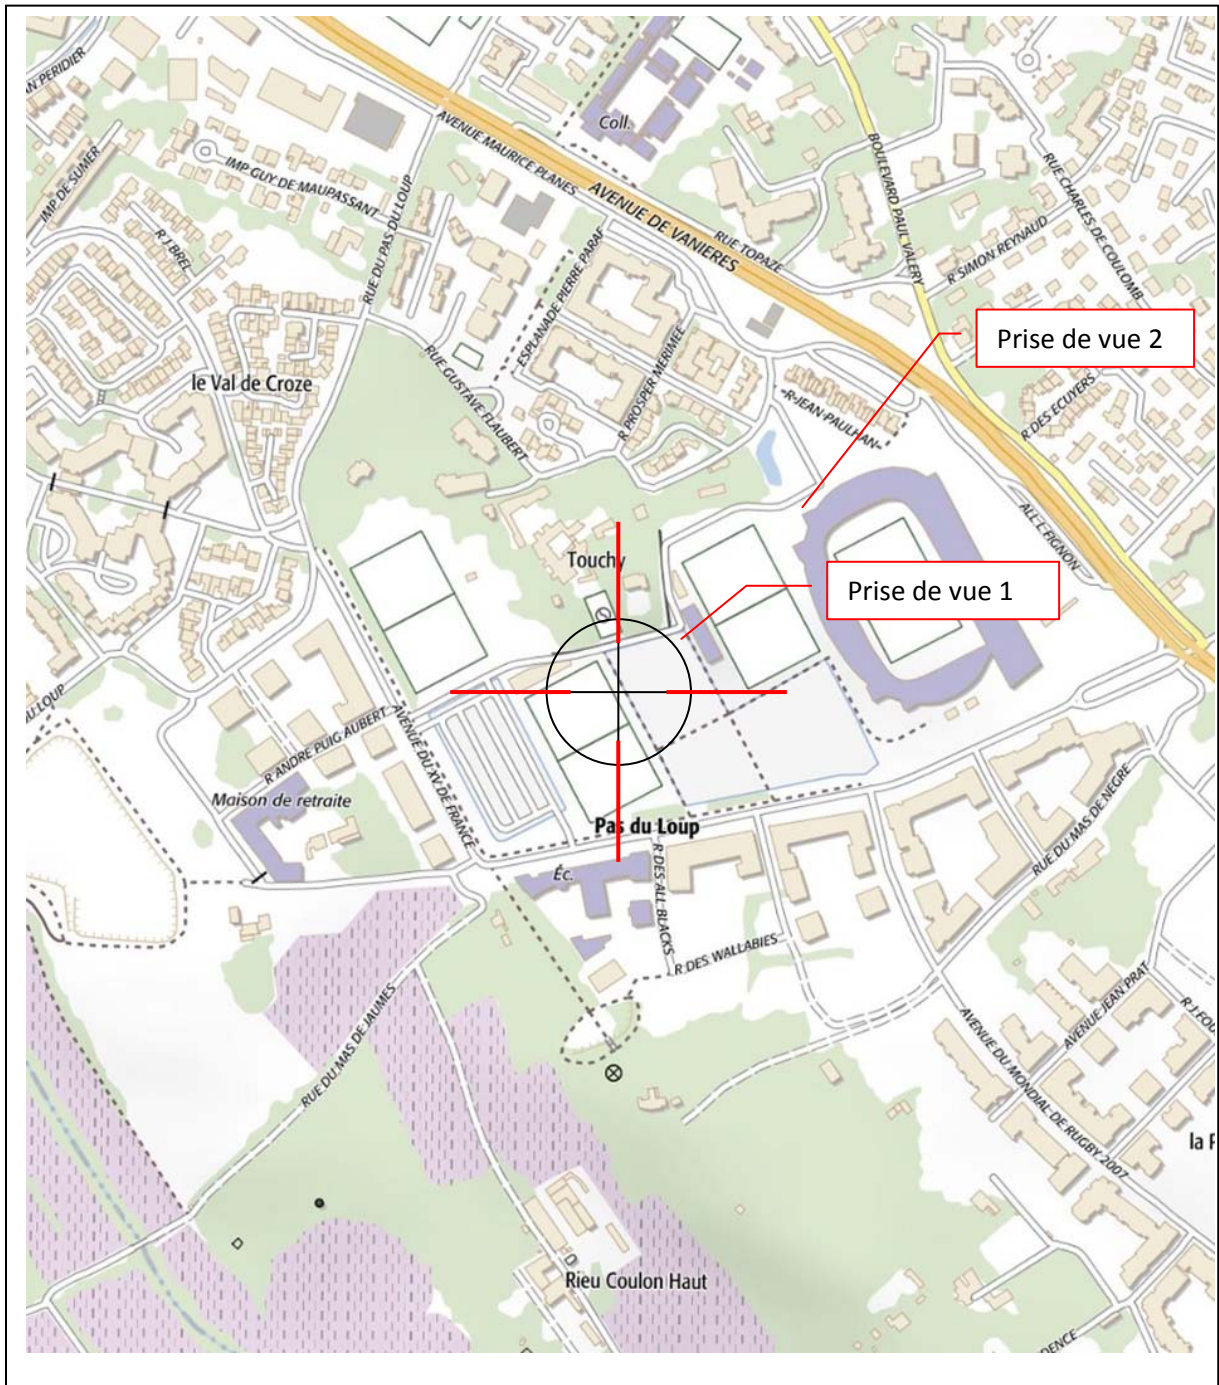 AN PERIDIER
Coll.
AVENUE MAURICE PLANES
AVENUE DE VANIERES
RUE TOPAZE
BOULEVARD PAUL VALERY
RUE CHARLES DE COULOMB
R SIMON REYNAUD
IMP DE SUMER
IMP GUY DE MAUPASSANT
R J BREL
RUE DU PAS DU LOUP
ESPLANADE PIERRE PARAF
RUE GUSTAVE FLAUBERT
R PROSPER MERIMEE
R JEAN PAULHAN
Prise de vue 2
R DES ECUYERS
le Val de Croze
ALL L EIGNON
Touchy
Prise de vue 1
DU LOUP
R ANDRE PUIG AUBERT
AVENUE DU XV DE FRANCE
Maison de retraite
Pas du Loup
Éc.
R DES ALL BLACKS
R DES WALLABIES
RUE DU MAS DE NEGRE
RUE DU MAS DE JAUMES
AVENUE JEAN PRAT
R J FOU
AVENUE DU MONDIAL DE RUGBY 2007
la P
Rieu Coulon Haut
DENCE